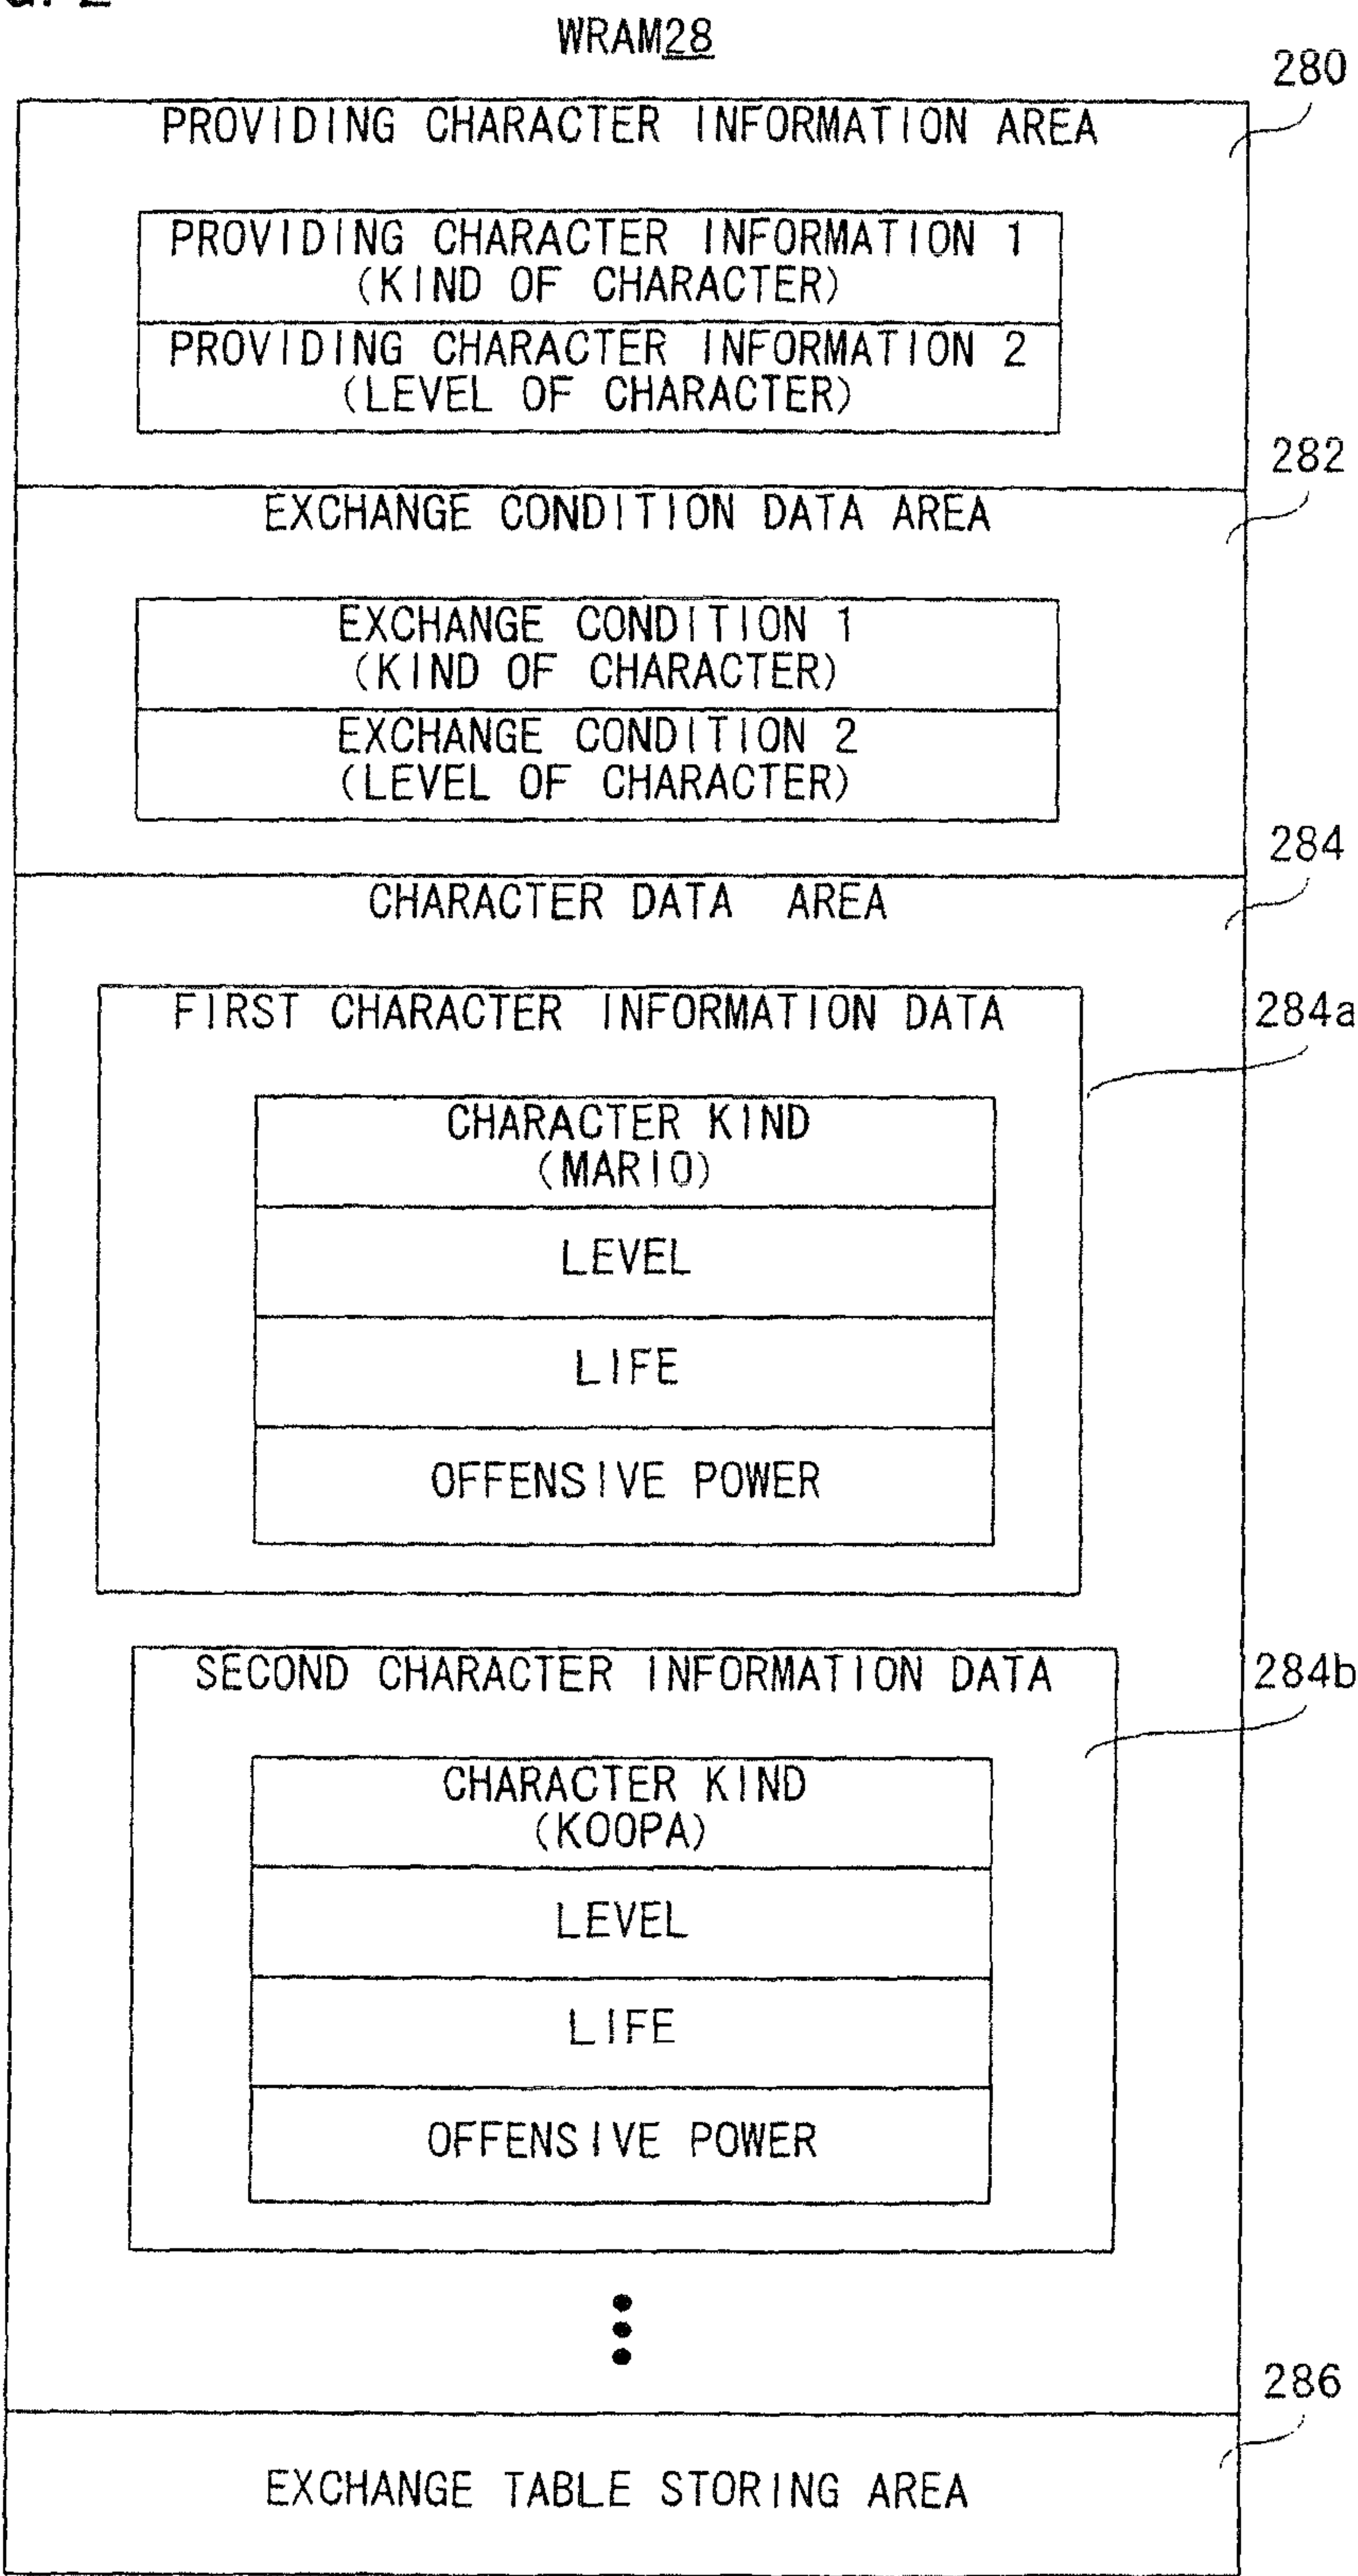 WRAM28
280
PROVIDING CHARACTER INFORMATION AREA
PROVIDING CHARACTER INFORMATION 1
(KIND OF CHARACTER)
PROVIDING CHARACTER INFORMATION 2
(LEVEL OF CHARACTER)
282
EXCHANGE CONDITION DATA AREA
EXCHANGE CONDITION 1
(KIND OF CHARACTER)
EXCHANGE CONDITION 2
(LEVEL OF CHARACTER)
284
CHARACTER DATA AREA
FIRST CHARACTER INFORMATION DATA
284a
CHARACTER KIND
(MARIO)
LEVEL
LIFE
OFFENSIVE POWER
SECOND CHARACTER INFORMATION DATA
284b
CHARACTER KIND
(KOOPA)
LEVEL
LIFE
OFFENSIVE POWER
286
EXCHANGE TABLE STORING AREA